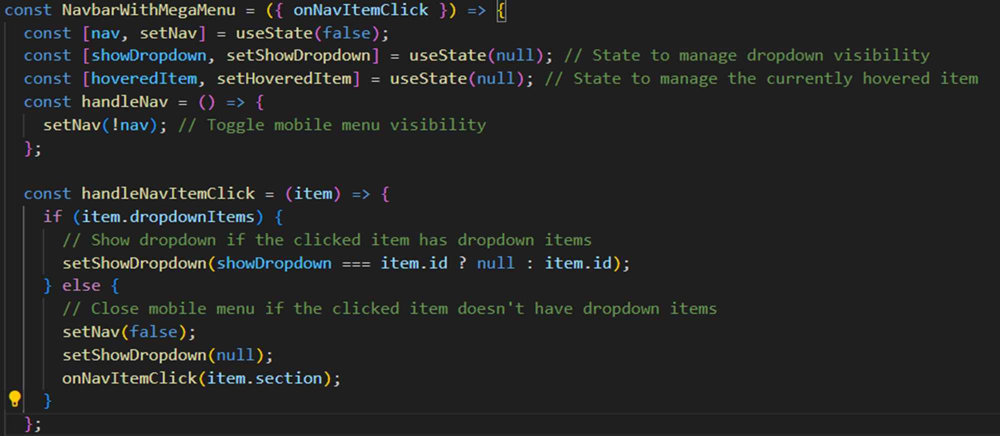 const NavbarWithMegaMenu = ({ onNavItemClick }) => {
  const [nav, setNav] = useState(false);
  const [showDropdown, setShowDropdown] = useState(null); // State to manage dropdown visibility
  const [hoveredItem, setHoveredItem] = useState(null); // State to manage the currently hovered item
  const handleNav = () => {
    setNav(!nav); // Toggle mobile menu visibility
  };

  const handleNavItemClick = (item) => {
    if (item.dropdownItems) {
      // Show dropdown if the clicked item has dropdown items
      setShowDropdown(showDropdown === item.id ? null : item.id);
    } else {
      // Close mobile menu if the clicked item doesn't have dropdown items
      setNav(false);
      setShowDropdown(null);
      onNavItemClick(item.section);
    }
  };